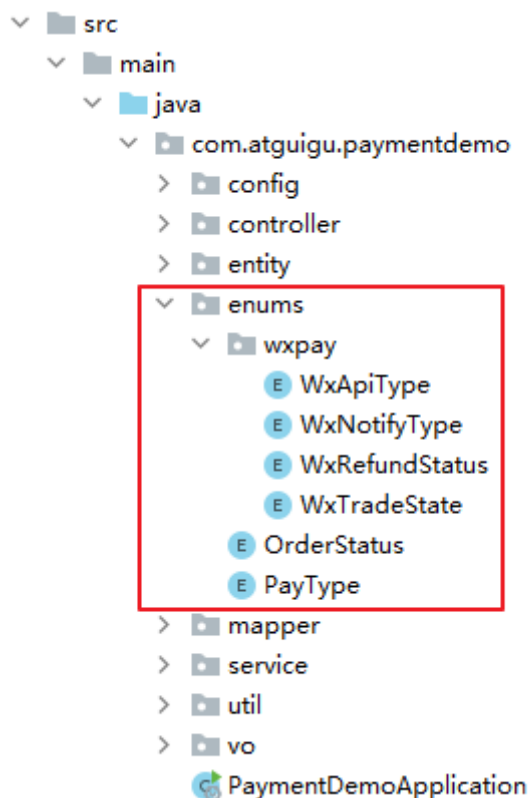 src
main
java
com.atguigu.paymentdemo
config
controller
entity
enums
wxpay
E WxApiType
E WxNotifyType
E WxRefundStatus
E WxTradeState
E OrderStatus
E PayType
mapper
service
util
vo
PaymentDemoApplication